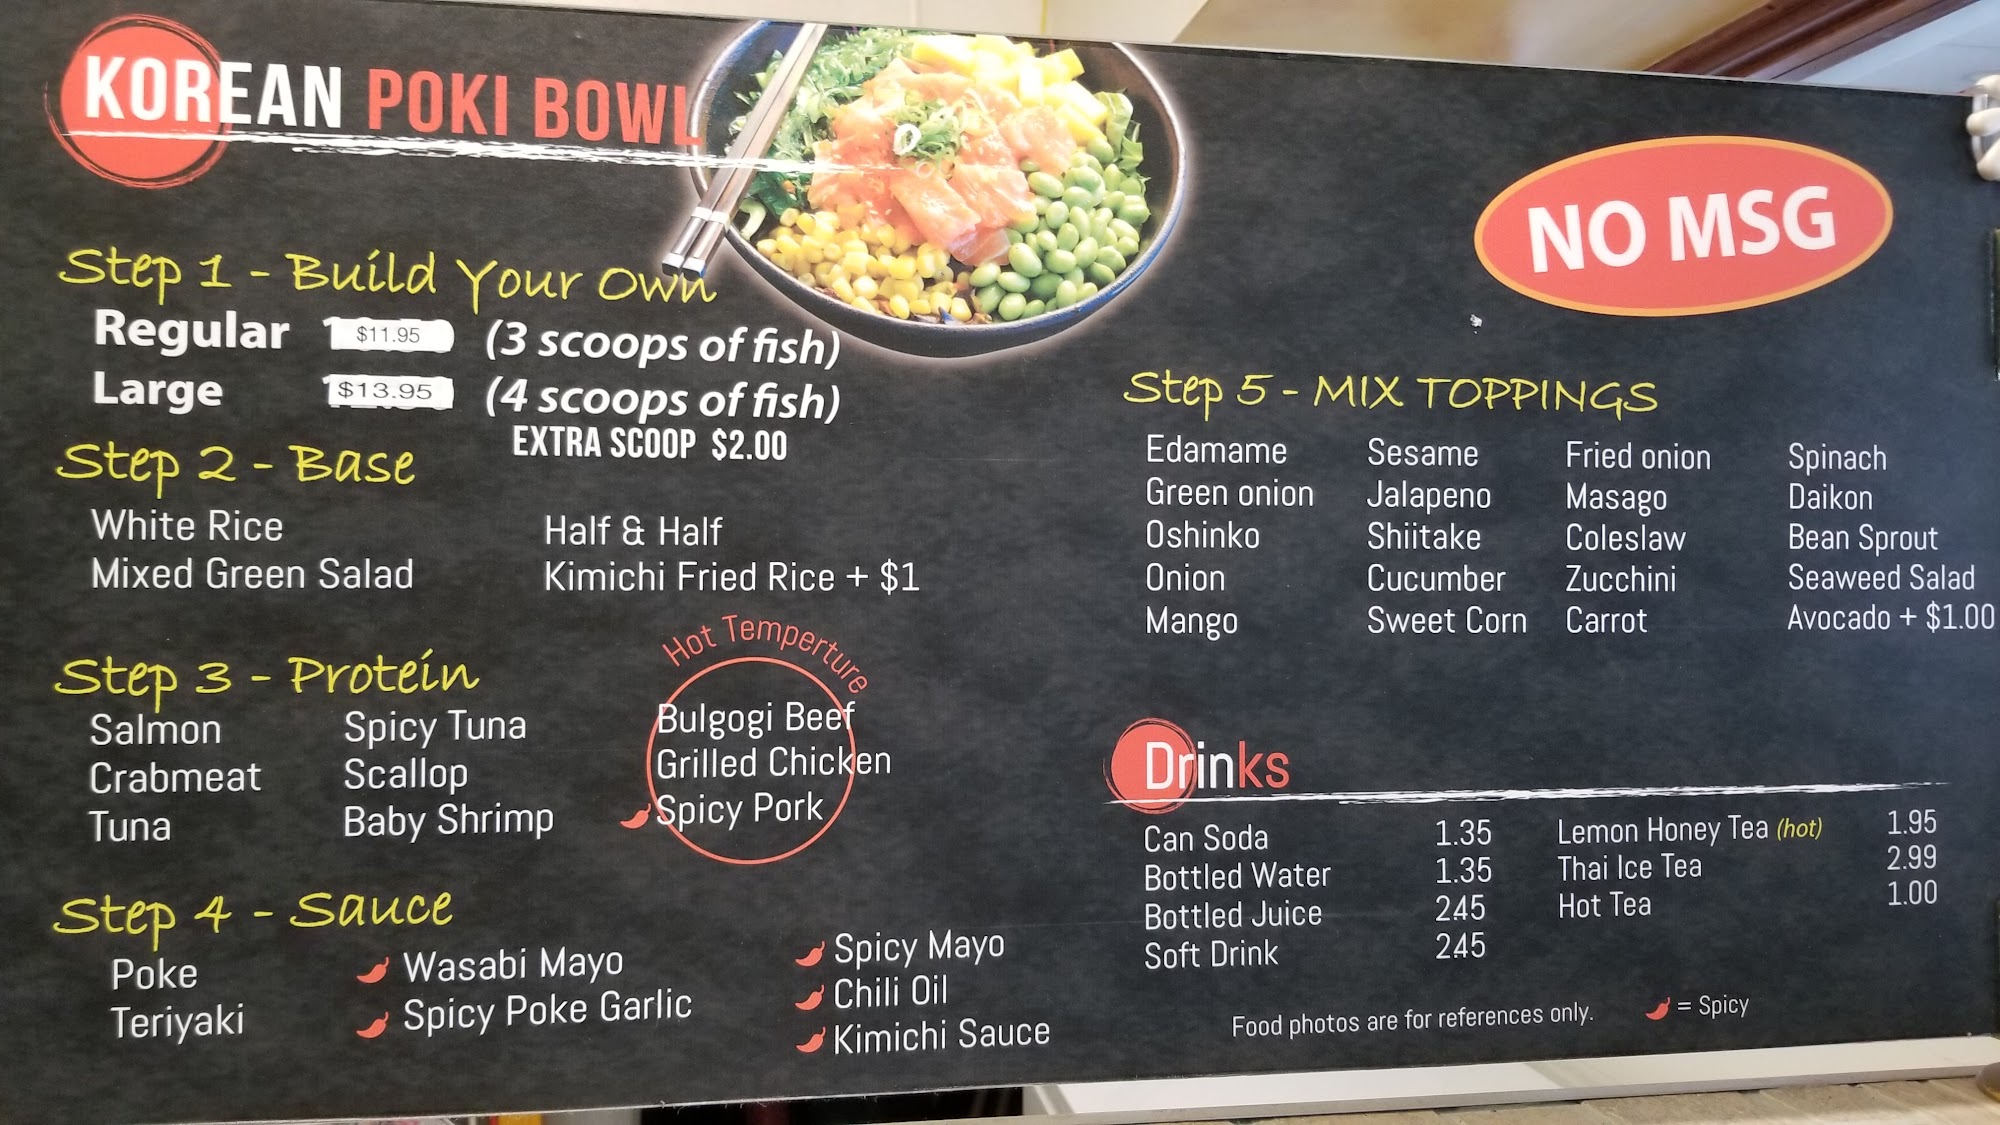 KOREAN POKI BOWL
NO MSG
Step 1 - Build Your Own
Regular $11.95 (3 scoops of fish)
Large $13.95 (4 scoops of fish)
EXTRA SCOOP $2.00
Step 2 - Base
White Rice
Mixed Green Salad
Half & Half
Kimichi Fried Rice + $1
Step 3 - Protein
Salmon
Crabmeat
Tuna
Spicy Tuna
Scallop
Baby Shrimp
Hot Temperture
Bulgogi Beef
Grilled Chicken
Spicy Pork
Step 4 - Sauce
Poke
Teriyaki
Wasabi Mayo
Spicy Poke Garlic
Spicy Mayo
Chili Oil
Kimichi Sauce
Step 5 - MIX TOPPINGS
Edamame
Green onion
Oshinko
Onion
Mango
Sesame
Jalapeno
Shiitake
Cucumber
Sweet Corn
Fried onion
Masago
Coleslaw
Zucchini
Carrot
Spinach
Daikon
Bean Sprout
Seaweed Salad
Avocado + $1.00
Drinks
Can Soda 1.35
Bottled Water 1.35
Bottled Juice 2.45
Soft Drink 2.45
Lemon Honey Tea (hot) 1.95
Thai Ice Tea 2.99
Hot Tea 1.00
Food photos are for references only.
= Spicy